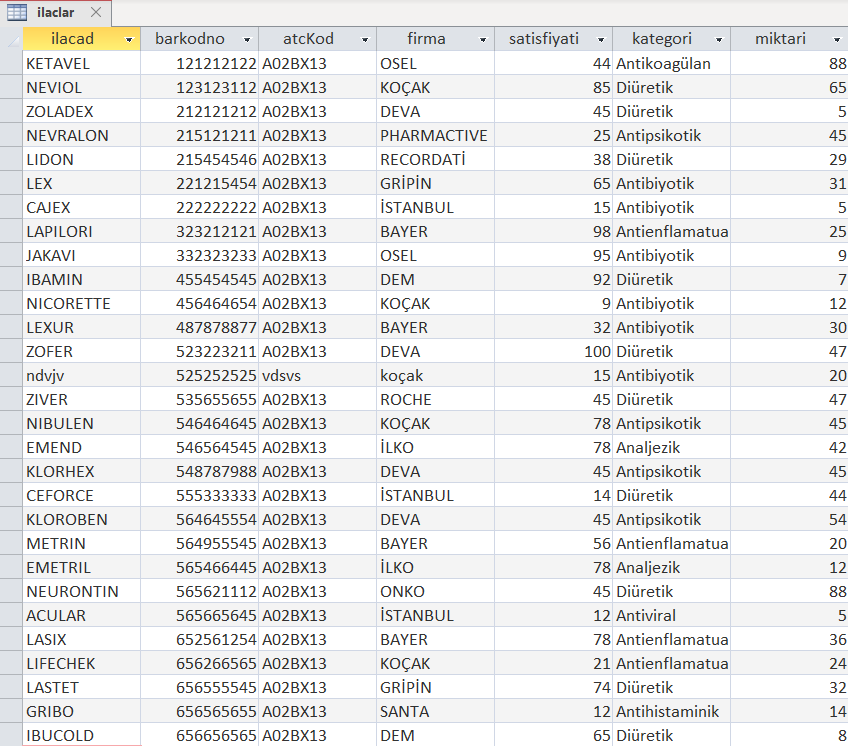 ilaclar
ilacad barkodno atcKod firma satisfiyati kategori miktari
KETAVEL 121212122 A02BX13 OSEL 44 Antikoagülan 88
NEVIOL 123123112 A02BX13 KOÇAK 85 Diüretik 65
ZOLADEX 212121212 A02BX13 DEVA 45 Diüretik 5
NEVRALON 215121211 A02BX13 PHARMACTIVE 25 Antipsikotik 45
LIDON 215454546 A02BX13 RECORDATİ 38 Diüretik 29
LEX 221215454 A02BX13 GRİPİN 65 Antibiyotik 31
CAJEX 222222222 A02BX13 İSTANBUL 15 Antibiyotik 5
LAPILORI 323212121 A02BX13 BAYER 98 Antienflamatua 25
JAKAVI 332323233 A02BX13 OSEL 95 Antibiyotik 9
IBAMIN 455454545 A02BX13 DEM 92 Diüretik 7
NICORETTE 456464654 A02BX13 KOÇAK 9 Antibiyotik 12
LEXUR 487878877 A02BX13 BAYER 32 Antibiyotik 30
ZOFER 523223211 A02BX13 DEVA 100 Diüretik 47
ndvjv 525252525 vdsvs koçak 15 Antibiyotik 20
ZIVER 535655655 A02BX13 ROCHE 45 Diüretik 47
NIBULEN 546464645 A02BX13 KOÇAK 78 Antipsikotik 45
EMEND 546564545 A02BX13 İLKO 78 Analjezik 42
KLORHEX 548787988 A02BX13 DEVA 45 Antipsikotik 45
CEFORCE 555333333 A02BX13 İSTANBUL 14 Diüretik 44
KLOROBEN 564645554 A02BX13 DEVA 45 Antipsikotik 54
METRIN 564955545 A02BX13 BAYER 56 Antienflamatua 20
EMETRIL 565466445 A02BX13 İLKO 78 Analjezik 12
NEURONTIN 565621112 A02BX13 ONKO 45 Diüretik 88
ACULAR 565665645 A02BX13 İSTANBUL 12 Antiviral 5
LASIX 652561254 A02BX13 BAYER 78 Antienflamatua 36
LIFECHEK 656266565 A02BX13 KOÇAK 21 Antienflamatua 24
LASTET 656555545 A02BX13 GRİPİN 74 Diüretik 32
GRIBO 656565655 A02BX13 SANTA 12 Antihistaminik 14
IBUCOLD 656656565 A02BX13 DEM 65 Diüretik 8